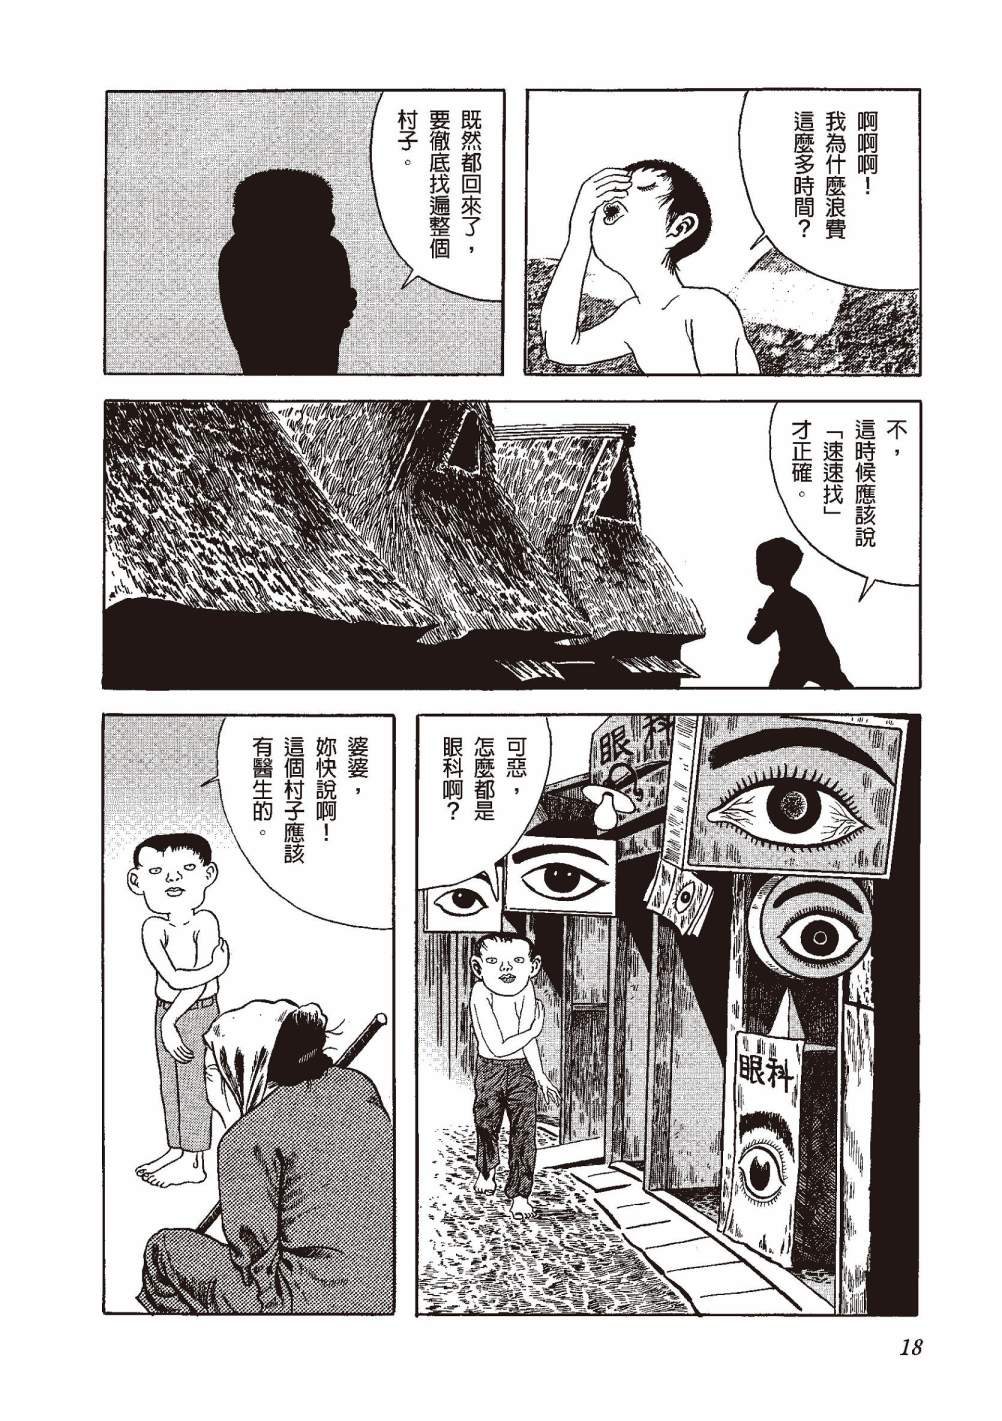 啊啊啊！
我為什麼浪費
這麼多時間？
既然都回來了，
要徹底找遍整個
村子。
不，
這時候應該說
「速速找」
才正確。
可惡，
怎麼都是
眼科啊？
眼科
眼科
婆婆，
妳快說啊！
這個村子應該
有醫生的。
18